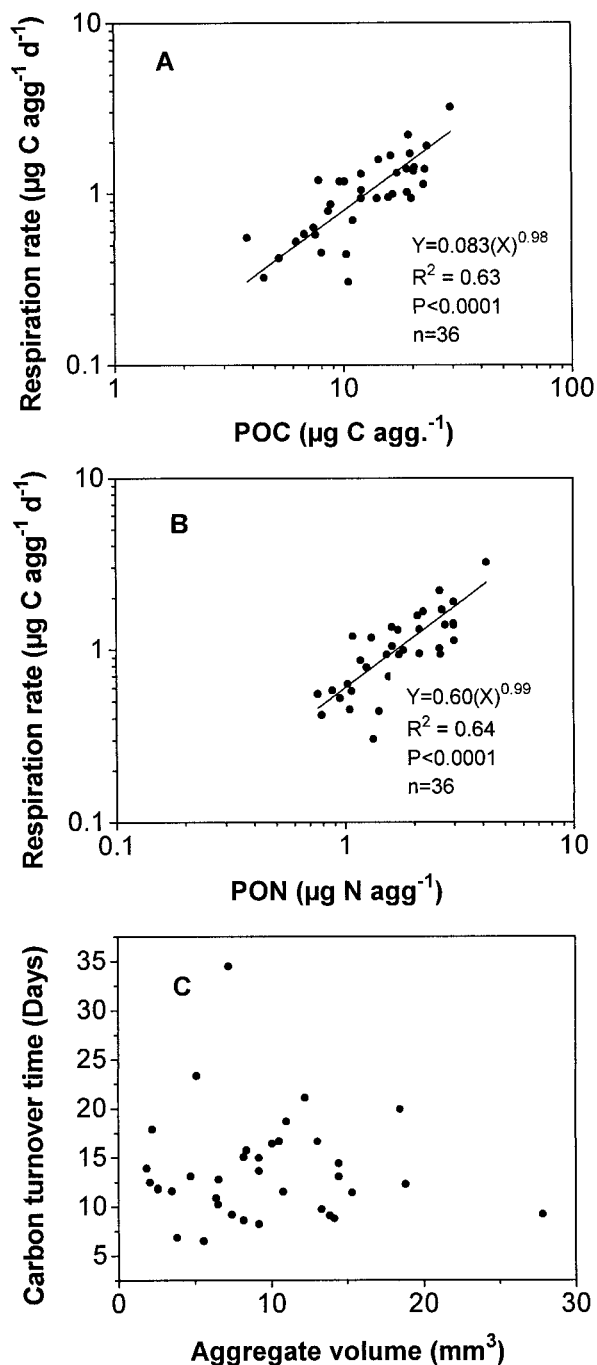 A
Respiration rate (µg C agg⁻¹ d⁻¹)
10
1
0.1
Y=0.083(X)^0.98
R² = 0.63
P<0.0001
n=36
1 10 100
POC (µg C agg.⁻¹)
B
Respiration rate (µg C agg⁻¹ d⁻¹)
10
1
0.1
Y=0.60(X)^0.99
R² = 0.64
P<0.0001
n=36
0.1 1 10
PON (µg N agg⁻¹)
C
Carbon turnover time (Days)
35
30
25
20
15
10
5
0 10 20 30
Aggregate volume (mm³)